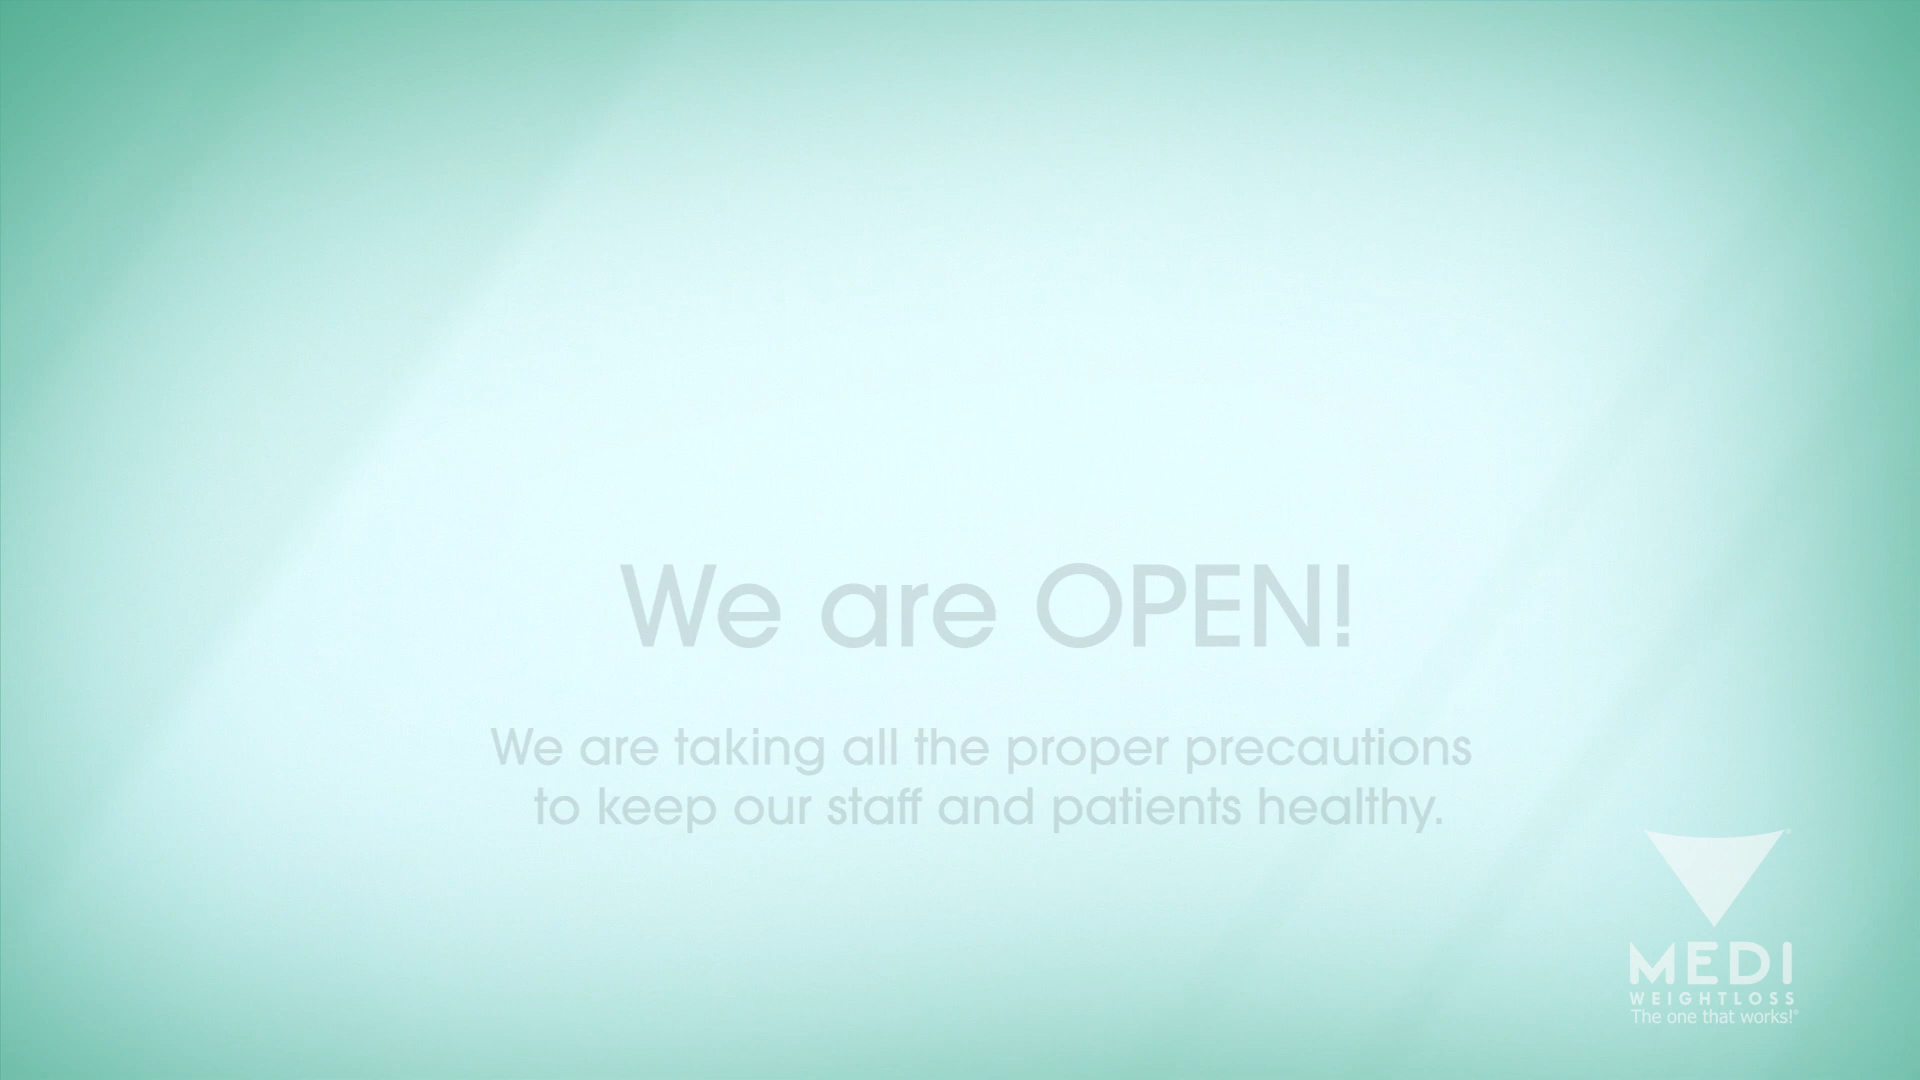 We are OPEN!
We are taking all the proper precautions
to keep our staff and patients healthy.
MEDI
WEIGHTLOSS
The one that works!®